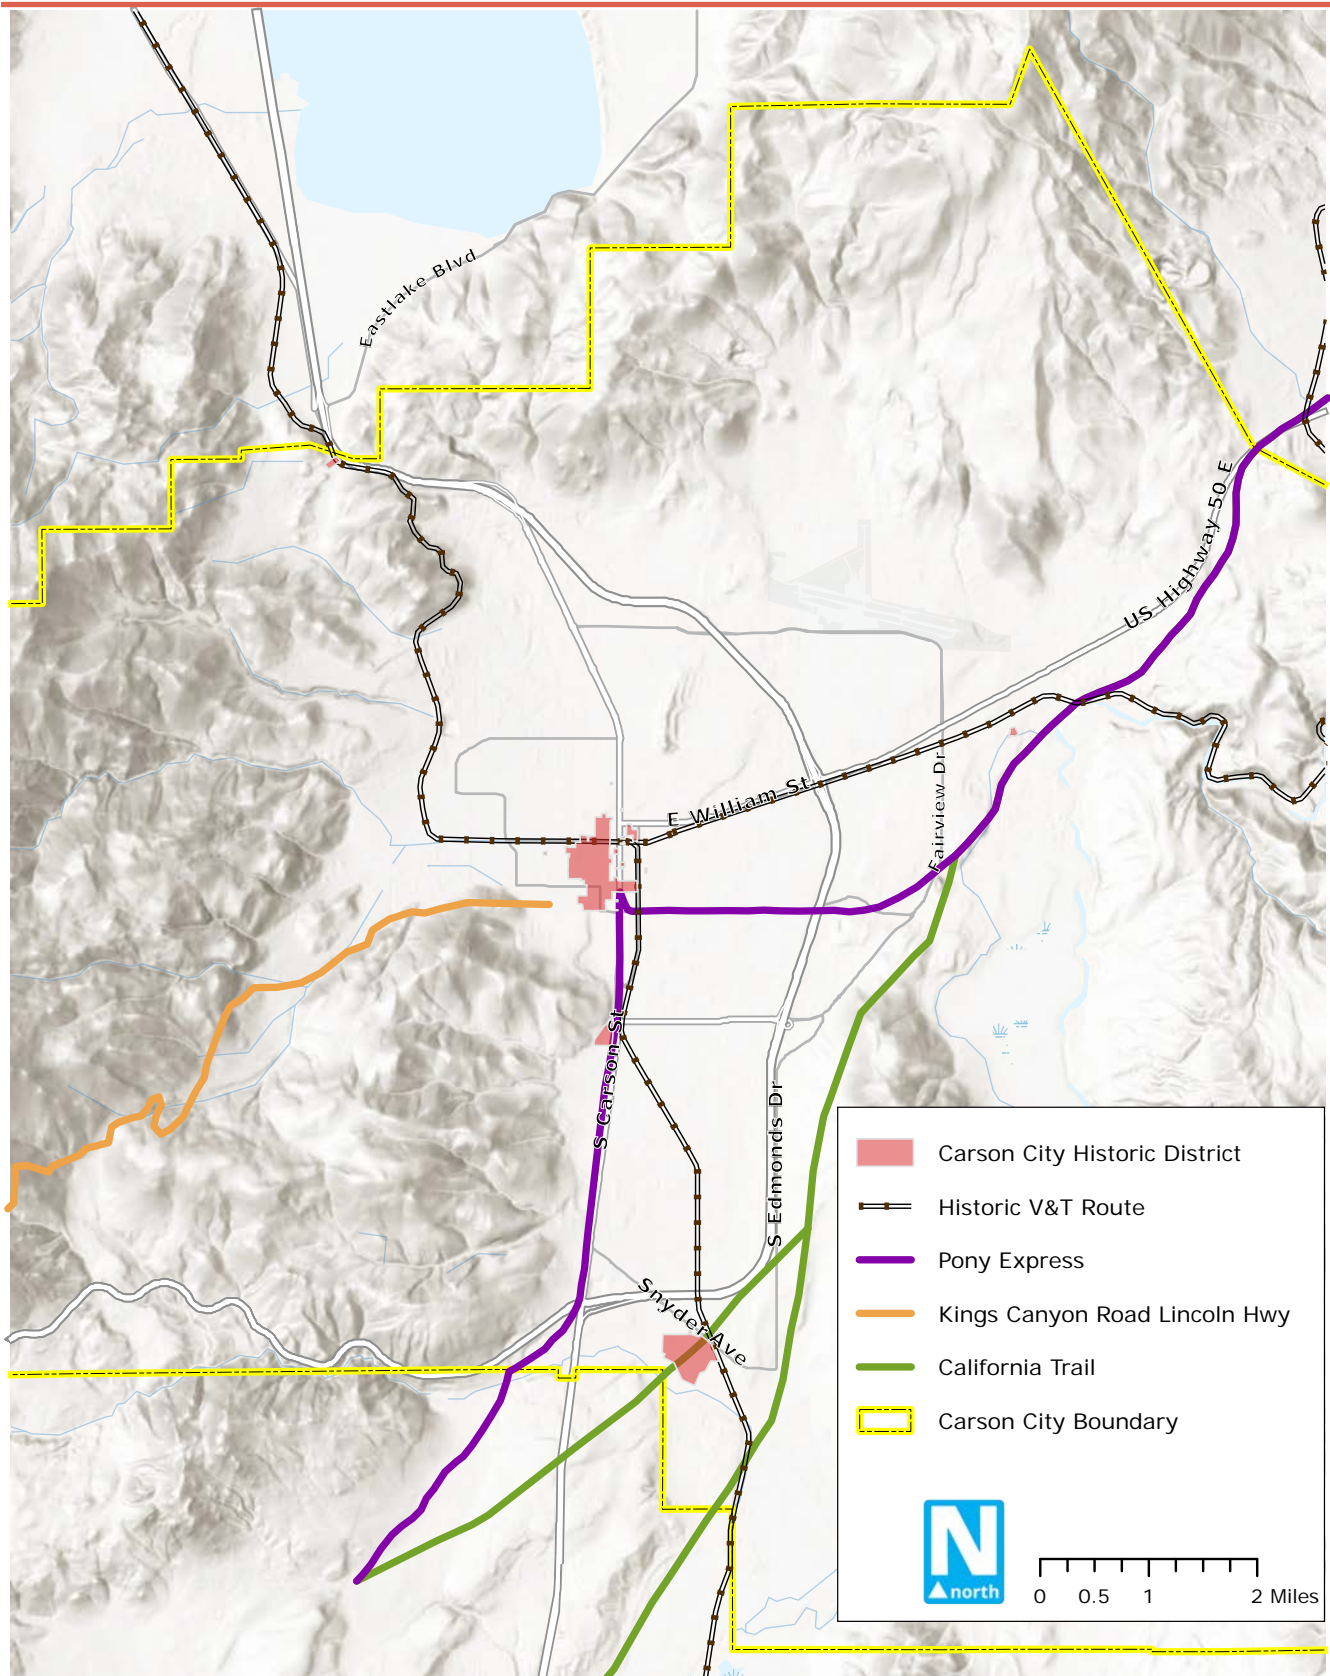 Eastlake Blvd
US Highway 50 E
E William St
Fairview Dr
S Carson St
S Edmonds Dr
Snyder Ave
Carson City Historic District
Historic V&T Route
Pony Express
Kings Canyon Road Lincoln Hwy
California Trail
Carson City Boundary
N
north
0 0.5 1 2 Miles